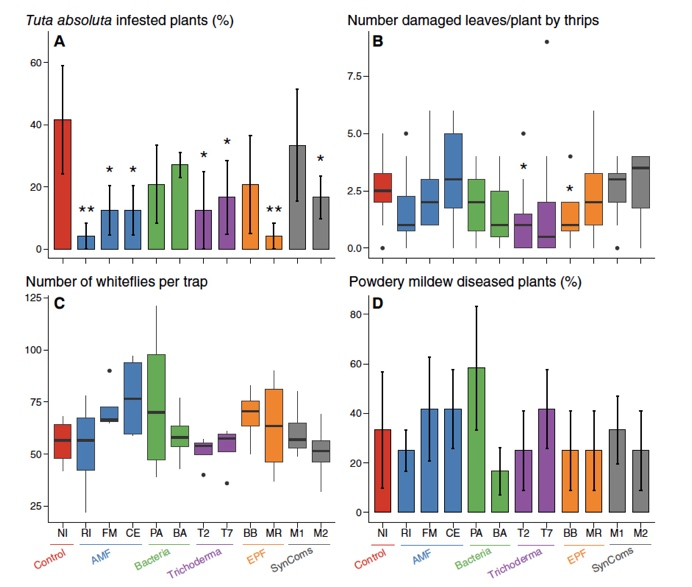 Tuta absoluta infested plants (%)
A
60
40
20
0
**
*
*
*
*
**
*
Number damaged leaves/plant by thrips
B
7.5
5.0
2.5
0.0
*
*
Number of whiteflies per trap
C
125
100
75
50
25
NI RI FM CE PA BA T2 T7 BB MR M1 M2
Control AMF Bacteria Trichoderma EPF SynComs
Powdery mildew diseased plants (%)
D
80
60
40
20
0
NI RI FM CE PA BA T2 T7 BB MR M1 M2
Control AMF Bacteria Trichoderma EPF SynComs